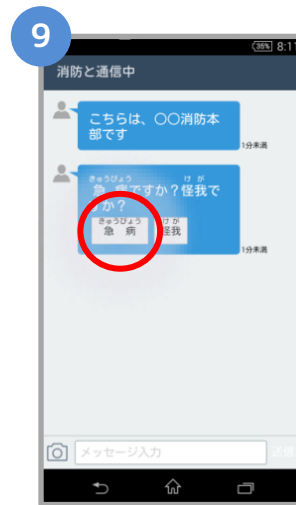 9
35% 8:11
消防と通信中
こちらは、〇〇消防本
部です
1分未満
きゅうびょう けが
急病ですか？怪我で
すか？
きゅうびょう けが
急病 怪我
1分未満
メッセージ入力
送信